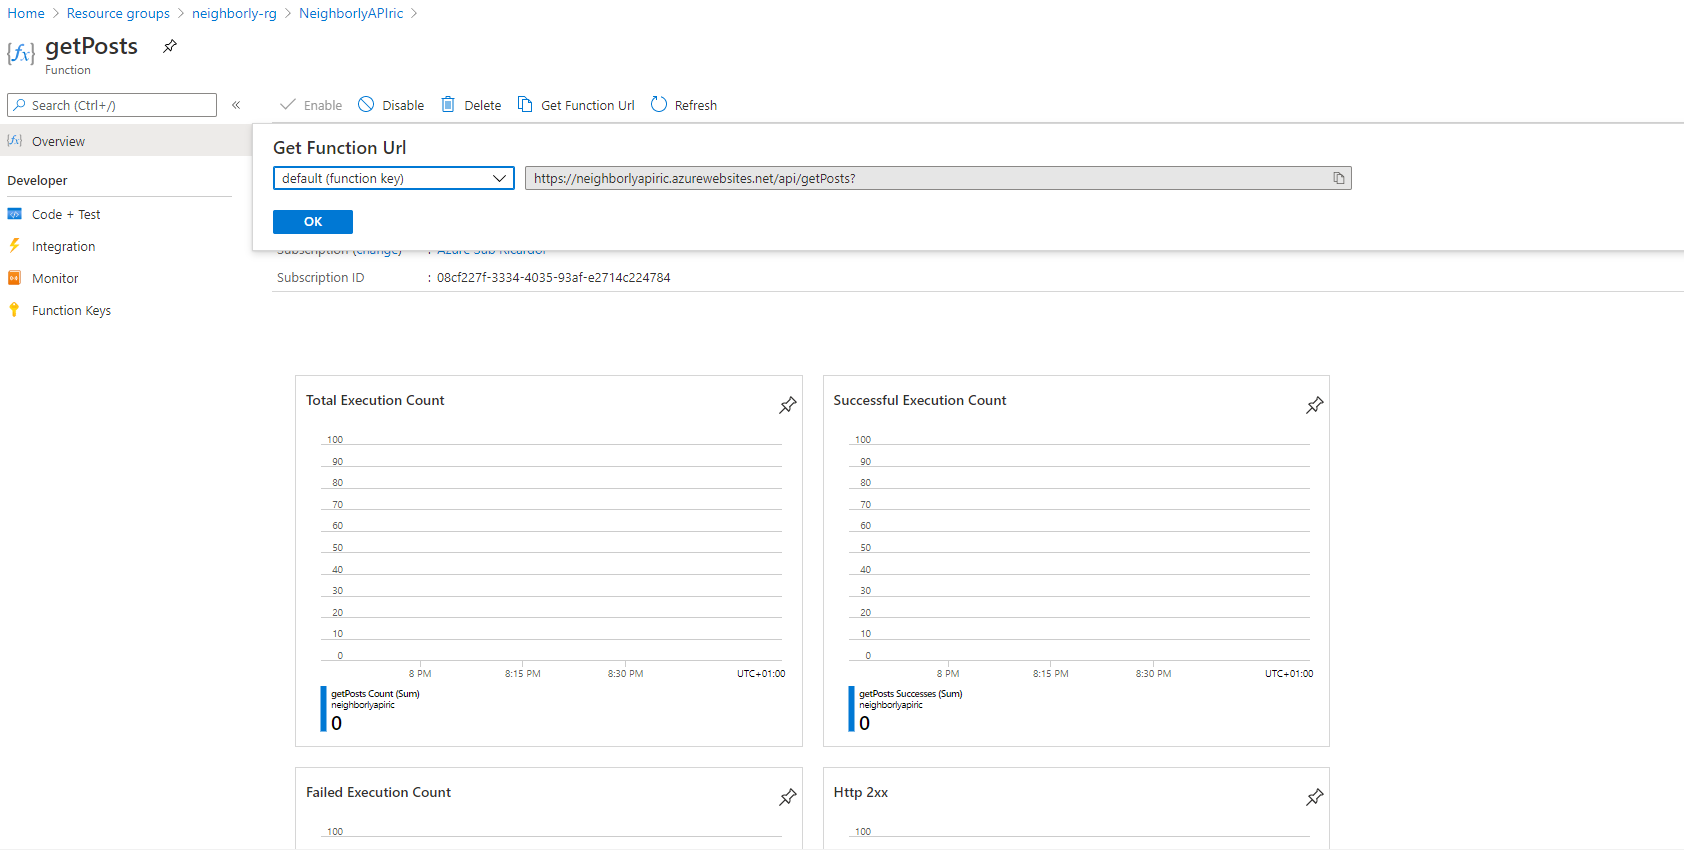 Home > Resource groups > neighborly-rg > NeighborlyAPIric >
{fx} getPosts
Function
Search (Ctrl+/) «
Enable Disable Delete Get Function Url Refresh
Overview
Developer
Code + Test
Integration
Monitor
Function Keys
Get Function Url
default (function key) https://neighborlyapiric.azurewebsites.net/api/getPosts?
OK
Subscription (change) : Azure Sub RicardoI
Subscription ID : 08cf227f-3334-4035-93af-e2714c224784
Total Execution Count
100
90
80
70
60
50
40
30
20
10
0
8 PM 8:15 PM 8:30 PM UTC+01:00
getPosts Count (Sum)
neighborlyapiric
0
Successful Execution Count
100
90
80
70
60
50
40
30
20
10
0
8 PM 8:15 PM 8:30 PM UTC+01:00
getPosts Successes (Sum)
neighborlyapiric
0
Failed Execution Count
100
Http 2xx
100